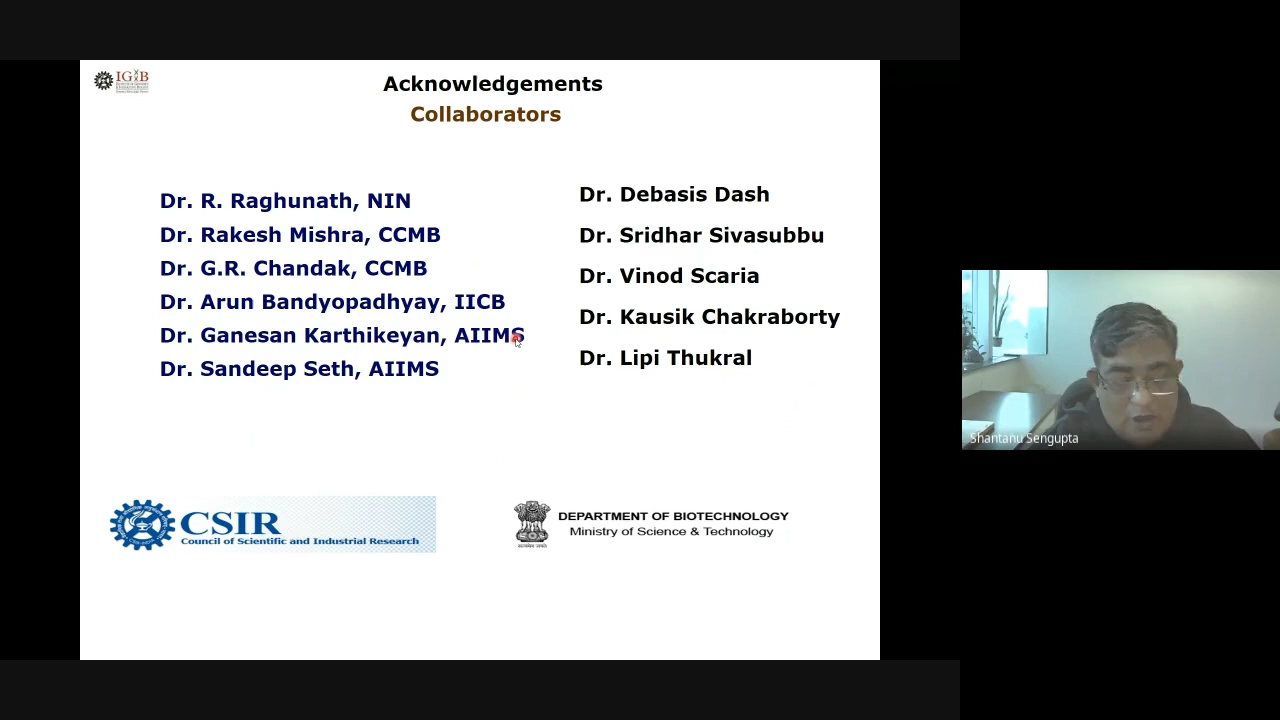 IGIB
Acknowledgements
Collaborators
Dr. R. Raghunath, NIN
Dr. Rakesh Mishra, CCMB
Dr. G.R. Chandak, CCMB
Dr. Arun Bandyopadhyay, IICB
Dr. Ganesan Karthikeyan, AIIMS
Dr. Sandeep Seth, AIIMS
Dr. Debasis Dash
Dr. Sridhar Sivasubbu
Dr. Vinod Scaria
Dr. Kausik Chakraborty
Dr. Lipi Thukral
CSIR
Council of Scientific and Industrial Research
DEPARTMENT OF BIOTECHNOLOGY
Ministry of Science & Technology
Shantanu Sengupta